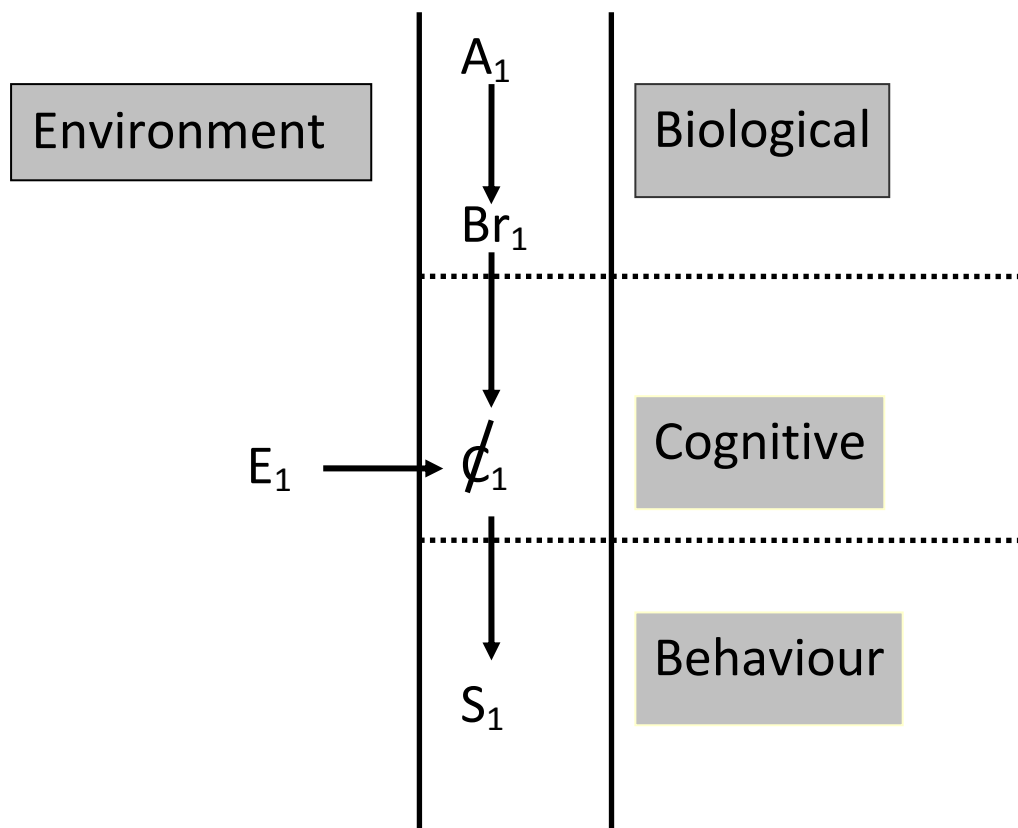 A₁
Environment
Biological
Br₁
Cognitive
E₁
C₁
Behaviour
S₁